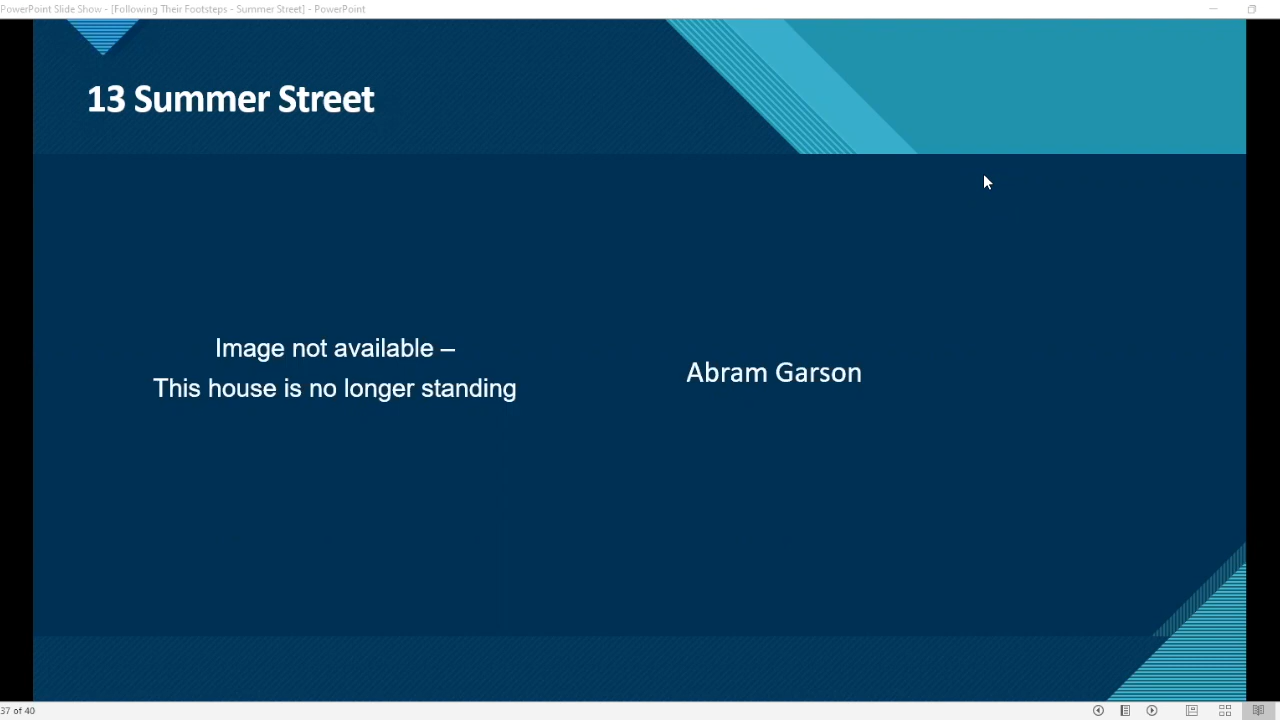 PowerPoint Slide Show - [Following Their Footsteps - Summer Street] - PowerPoint
13 Summer Street
Image not available –
This house is no longer standing
Abram Garson
37 of 40